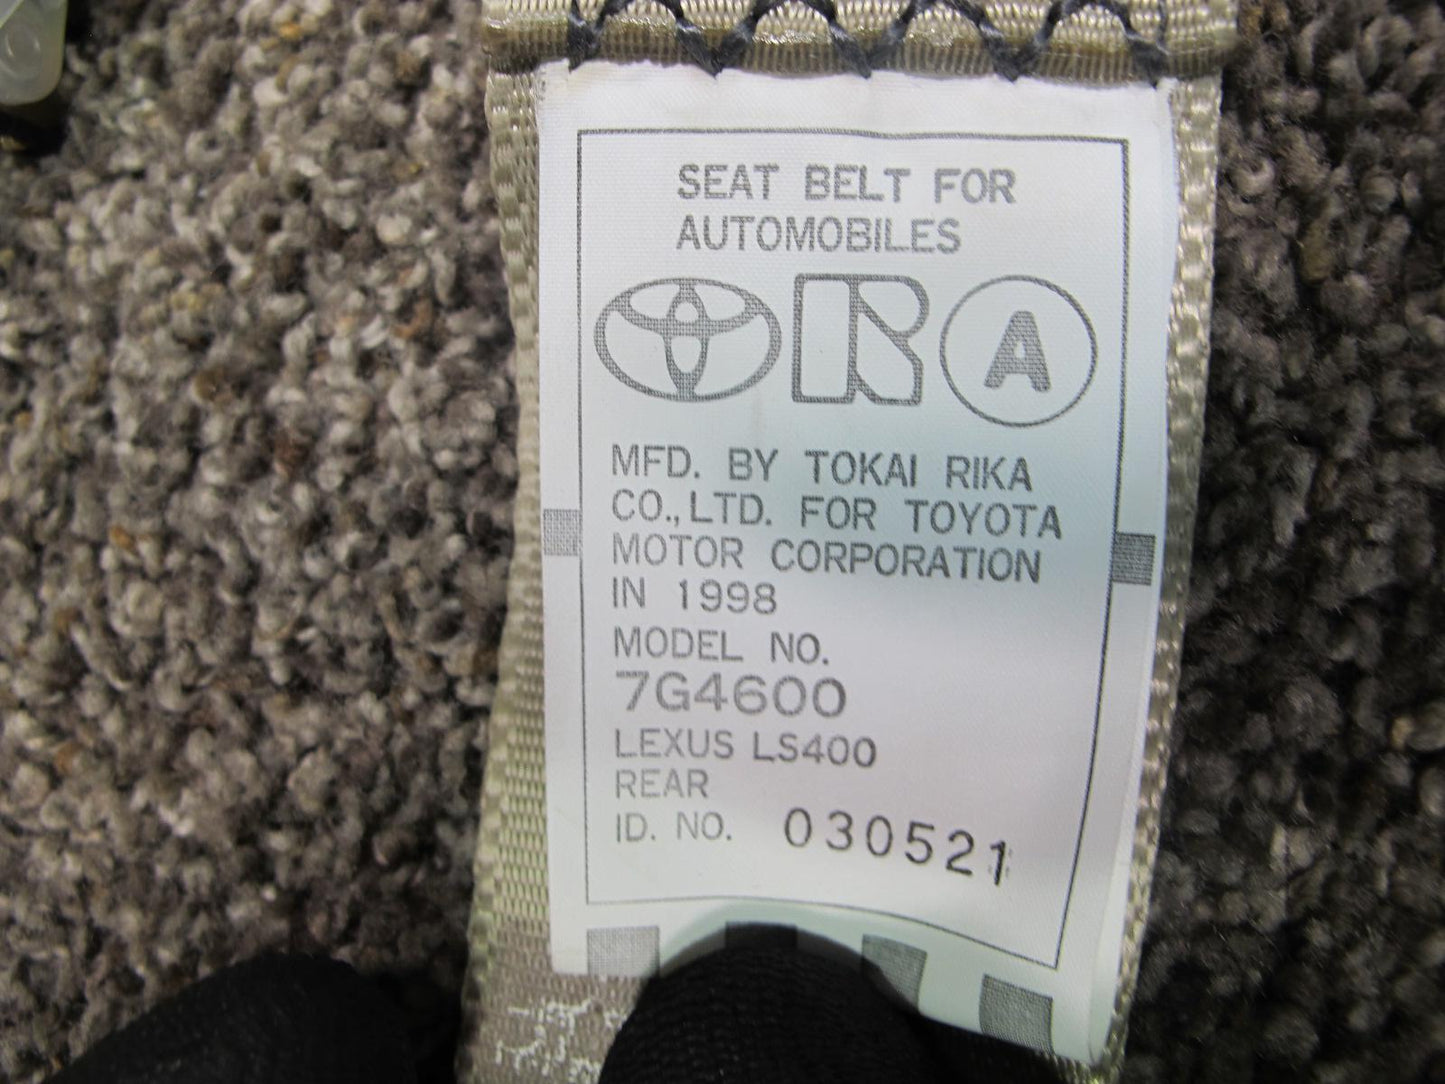 SEAT BELT FOR
AUTOMOBILES
R A
MFD. BY TOKAI RIKA
CO.,LTD. FOR TOYOTA
MOTOR CORPORATION
IN 1998
MODEL NO.
7G4600
LEXUS LS400
REAR
ID. NO. 030521